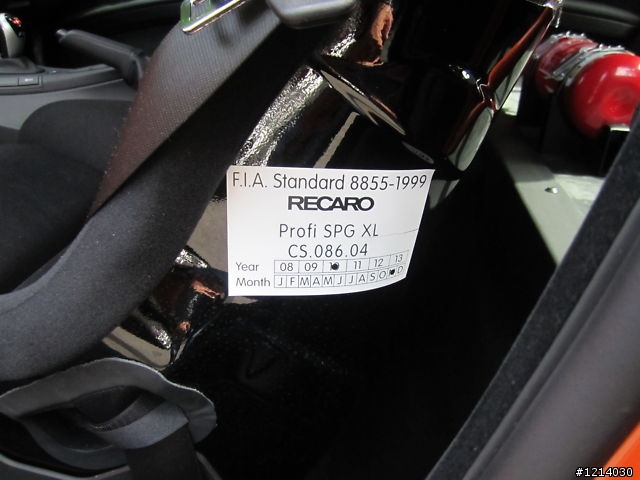 F.I.A. Standard 8855-1999
RECARO
Profi SPG XL
CS.086.04
Year 08 09 11 12 13
Month J F M A M J J A S O D
#1214030